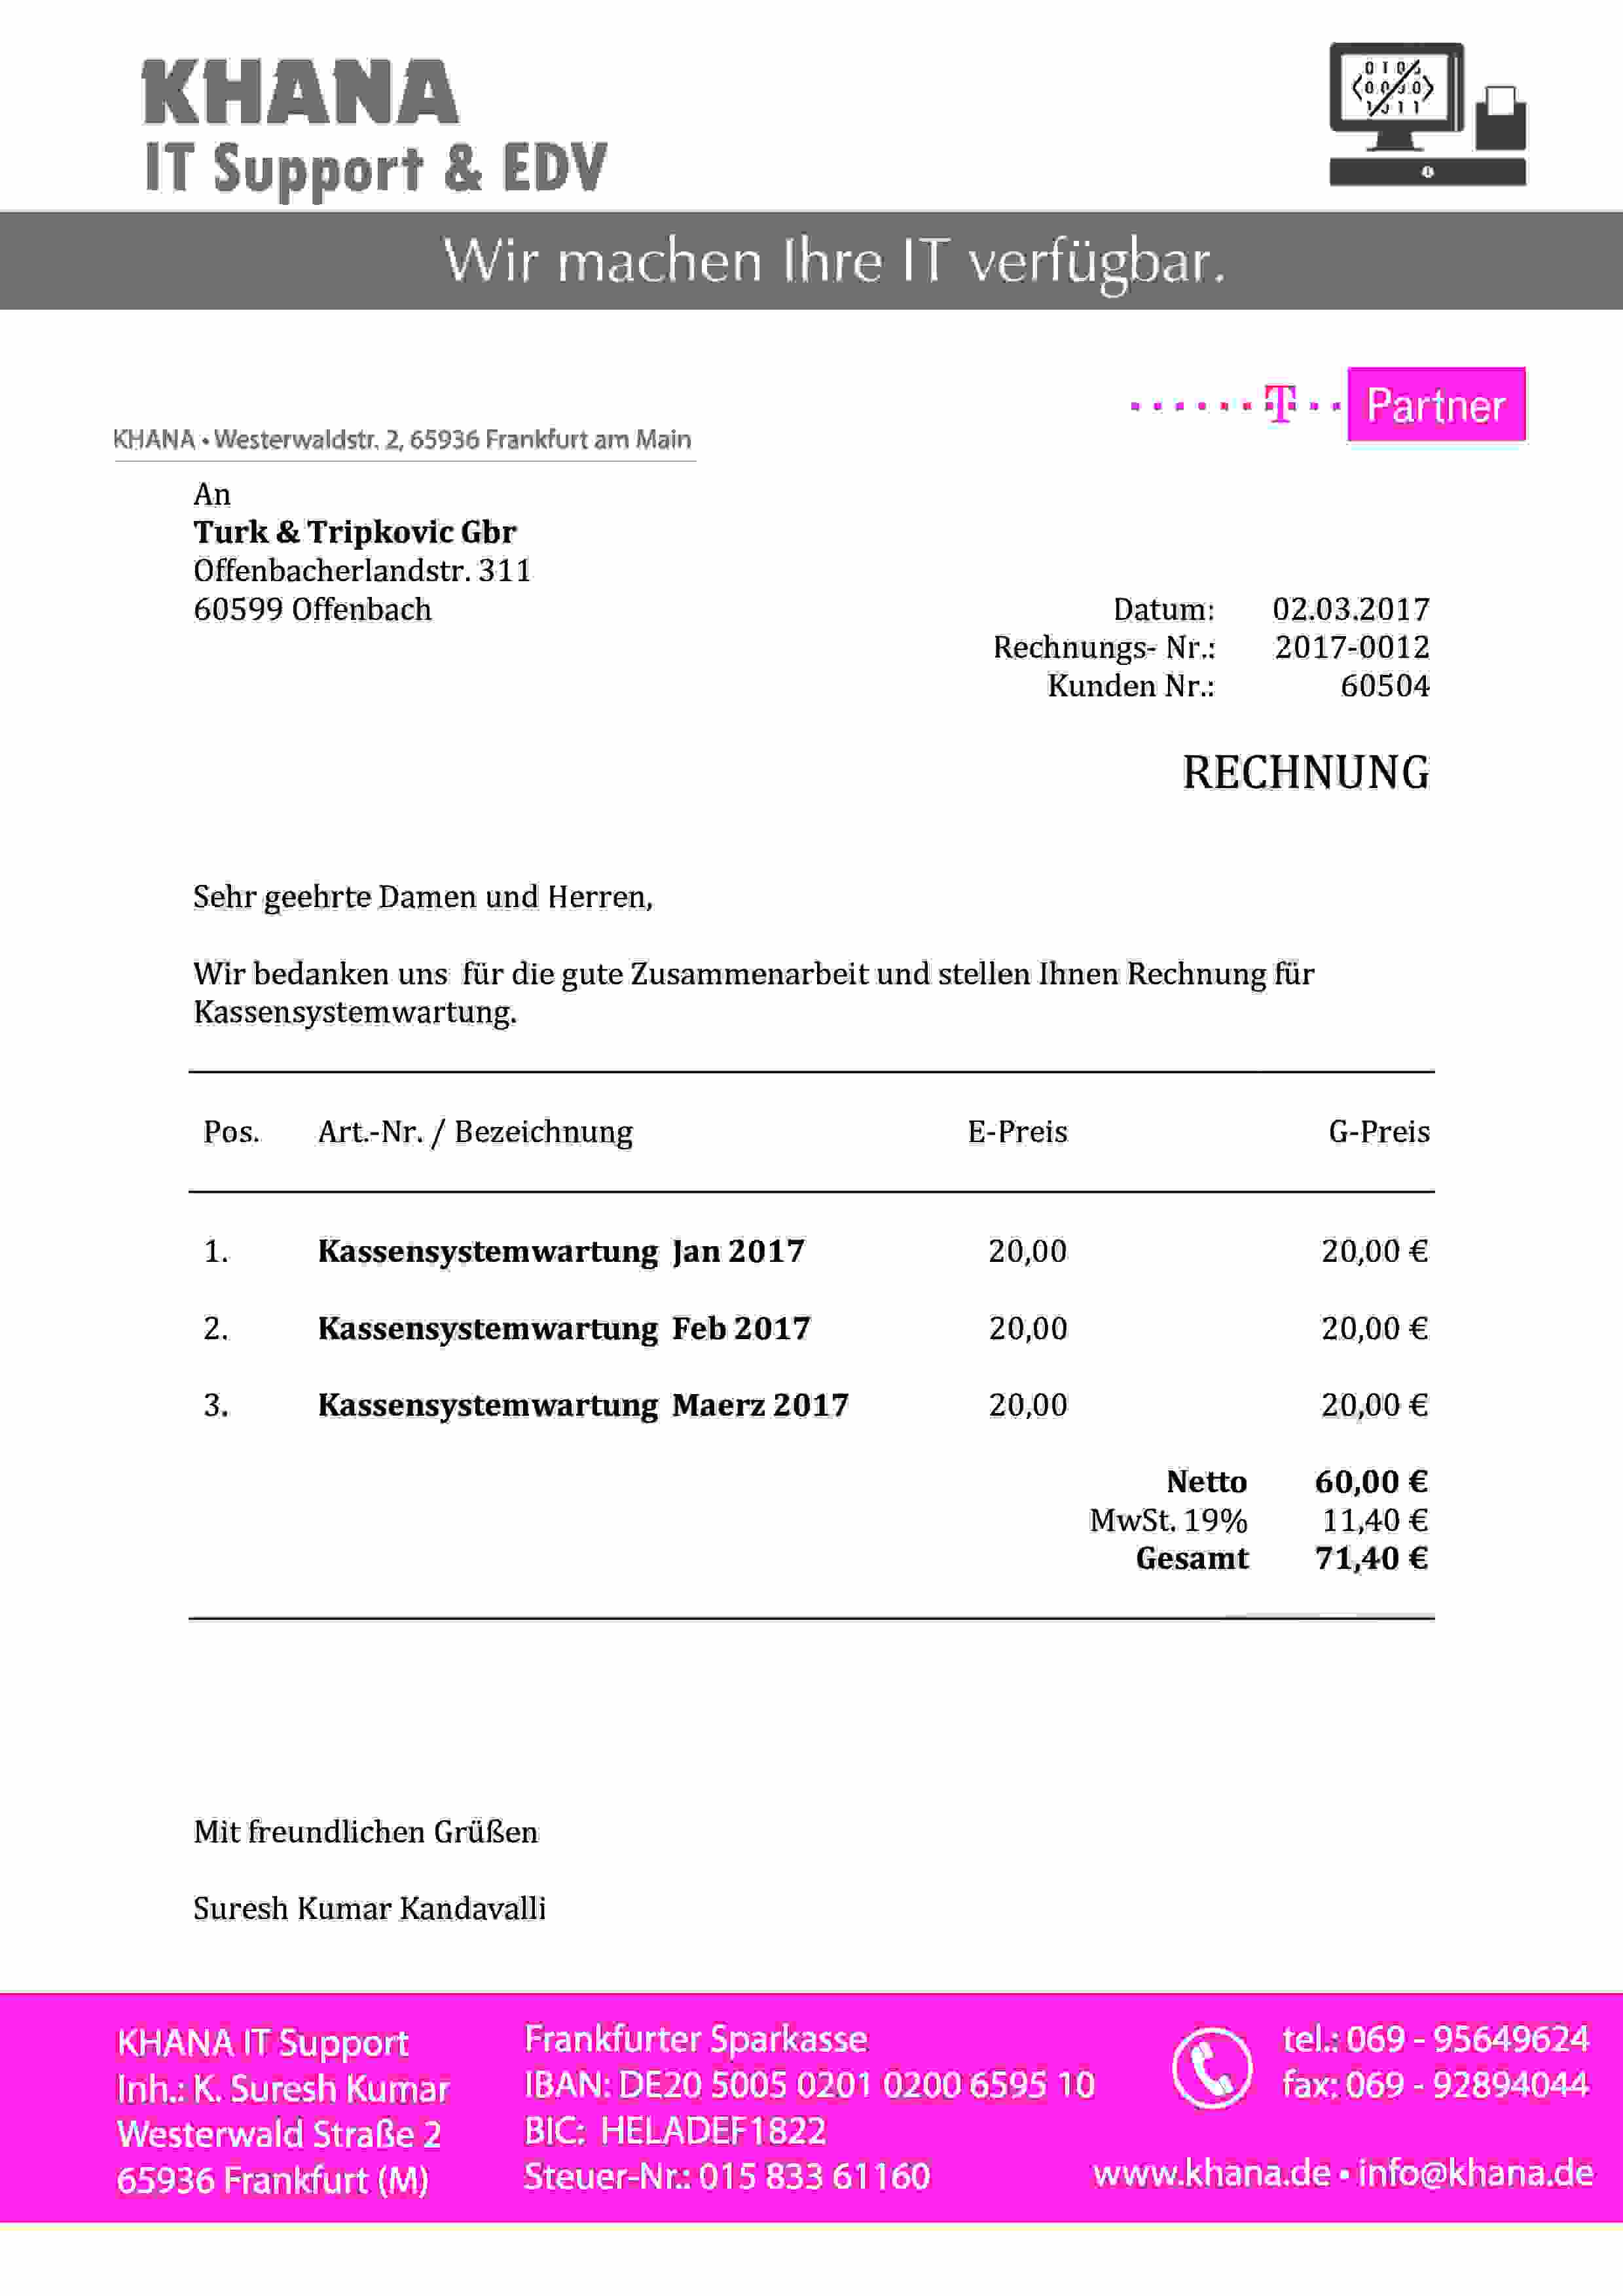 KHANA
IT Support & EDV
Wir machen Ihre IT verfügbar.
T Partner
KHANA • Westerwaldstr. 2, 65936 Frankfurt am Main
An
Turk & Tripkovic Gbr
Offenbacherlandstr. 311
60599 Offenbach
Datum: 02.03.2017
Rechnungs- Nr.: 2017-0012
Kunden Nr.: 60504
RECHNUNG
Sehr geehrte Damen und Herren,
Wir bedanken uns für die gute Zusammenarbeit und stellen Ihnen Rechnung für
Kassensystemwartung.
Pos. Art.-Nr. / Bezeichnung E-Preis G-Preis
1. Kassensystemwartung Jan 2017 20,00 20,00 €
2. Kassensystemwartung Feb 2017 20,00 20,00 €
3. Kassensystemwartung Maerz 2017 20,00 20,00 €
Netto 60,00 €
MwSt. 19% 11,40 €
Gesamt 71,40 €
Mit freundlichen Grüßen
Suresh Kumar Kandavalli
KHANA IT Support
Inh.: K. Suresh Kumar
Westerwald Straße 2
65936 Frankfurt (M)
Frankfurter Sparkasse
IBAN: DE20 5005 0201 0200 6595 10
BIC: HELADEF1822
Steuer-Nr.: 015 833 61160
tel.: 069 - 95649624
fax: 069 - 92894044
www.khana.de • info@khana.de